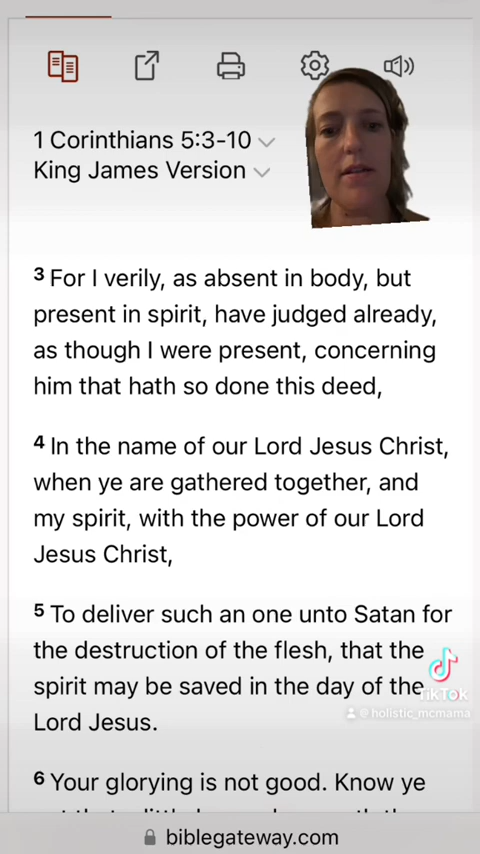 1 Corinthians 5:3-10
King James Version
3 For I verily, as absent in body, but
present in spirit, have judged already,
as though I were present, concerning
him that hath so done this deed,
4 In the name of our Lord Jesus Christ,
when ye are gathered together, and
my spirit, with the power of our Lord
Jesus Christ,
5 To deliver such an one unto Satan for
the destruction of the flesh, that the
spirit may be saved in the day of the
Lord Jesus.
TikTok
@holistic_mcmama
6 Your glorying is not good. Know ye
biblegateway.com